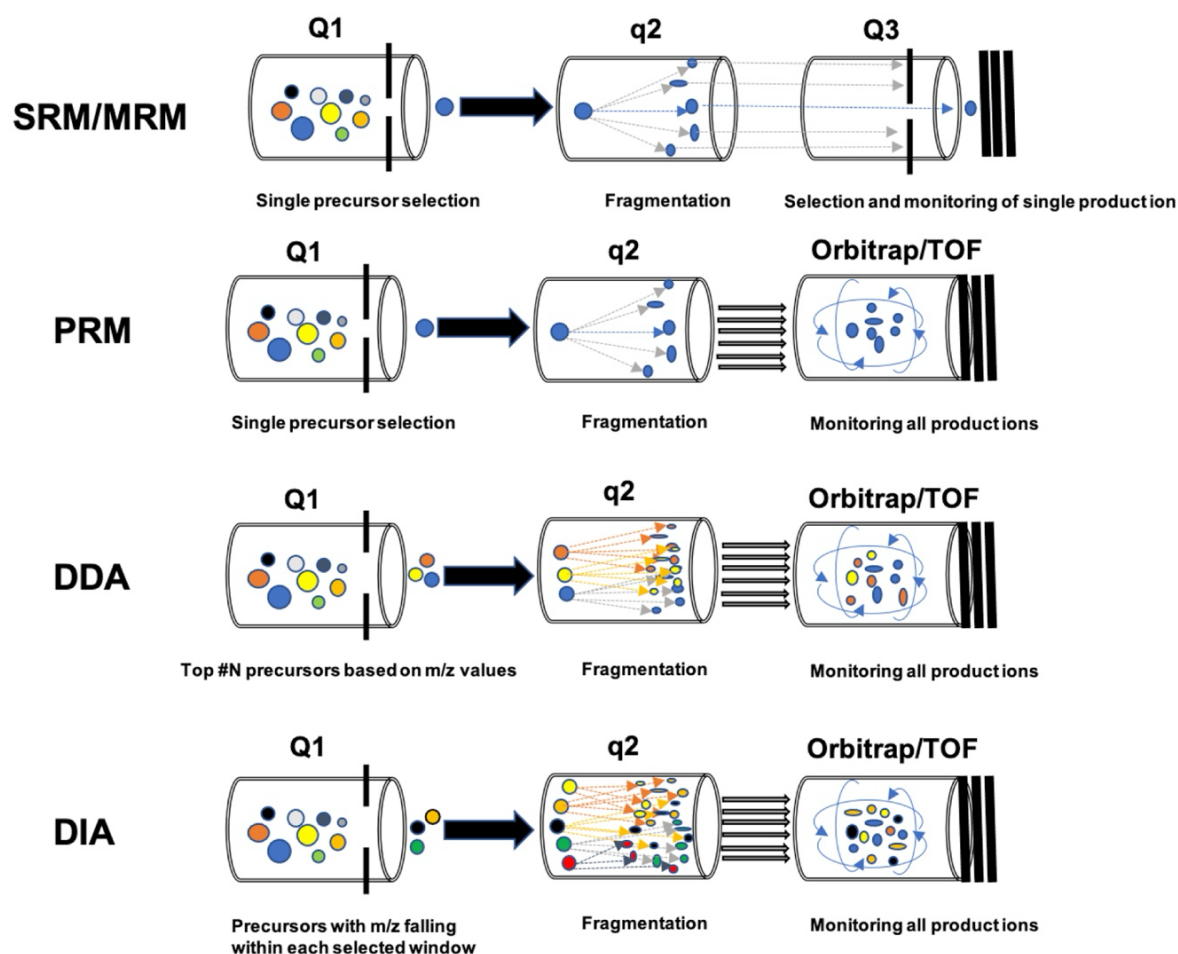 Q1
q2
Q3
SRM/MRM
Single precursor selection
Fragmentation
Selection and monitoring of single product ion
Q1
q2
Orbitrap/TOF
PRM
Single precursor selection
Fragmentation
Monitoring all product ions
Q1
q2
Orbitrap/TOF
DDA
Top #N precursors based on m/z values
Fragmentation
Monitoring all product ions
Q1
q2
Orbitrap/TOF
DIA
Precursors with m/z falling
within each selected window
Fragmentation
Monitoring all product ions